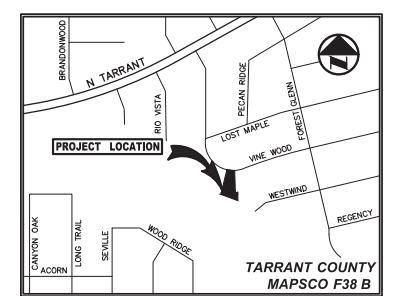 BRANDONWOOD
N TARRANT
RIO VISTA
PECAN RIDGE
FOREST GLENN
LOST MAPLE
PROJECT LOCATION
VINE WOOD
WESTWIND
REGENCY
CANYON OAK
LONG TRAIL
SEVILLE
WOOD RIDGE
ACORN
TARRANT COUNTY
MAPSCO F38 B
N